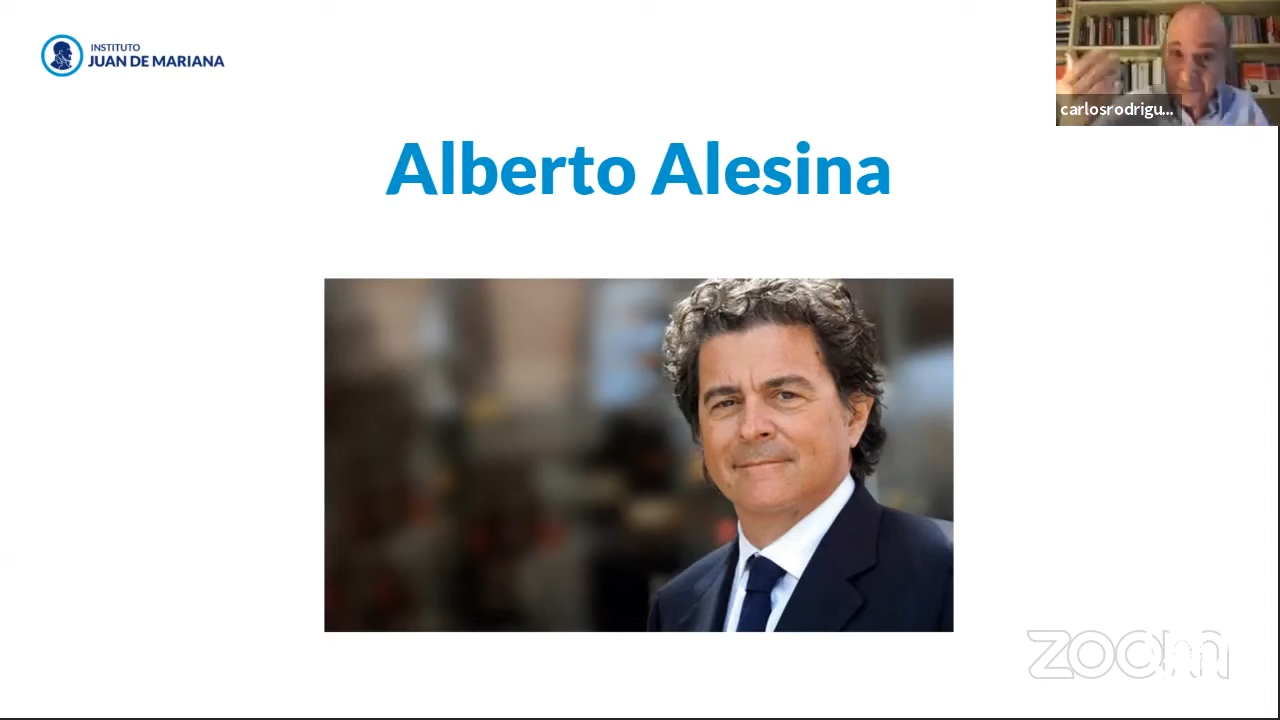 INSTITUTO
JUAN DE MARIANA
carlosrodrigu...
Alberto Alesina
zoom